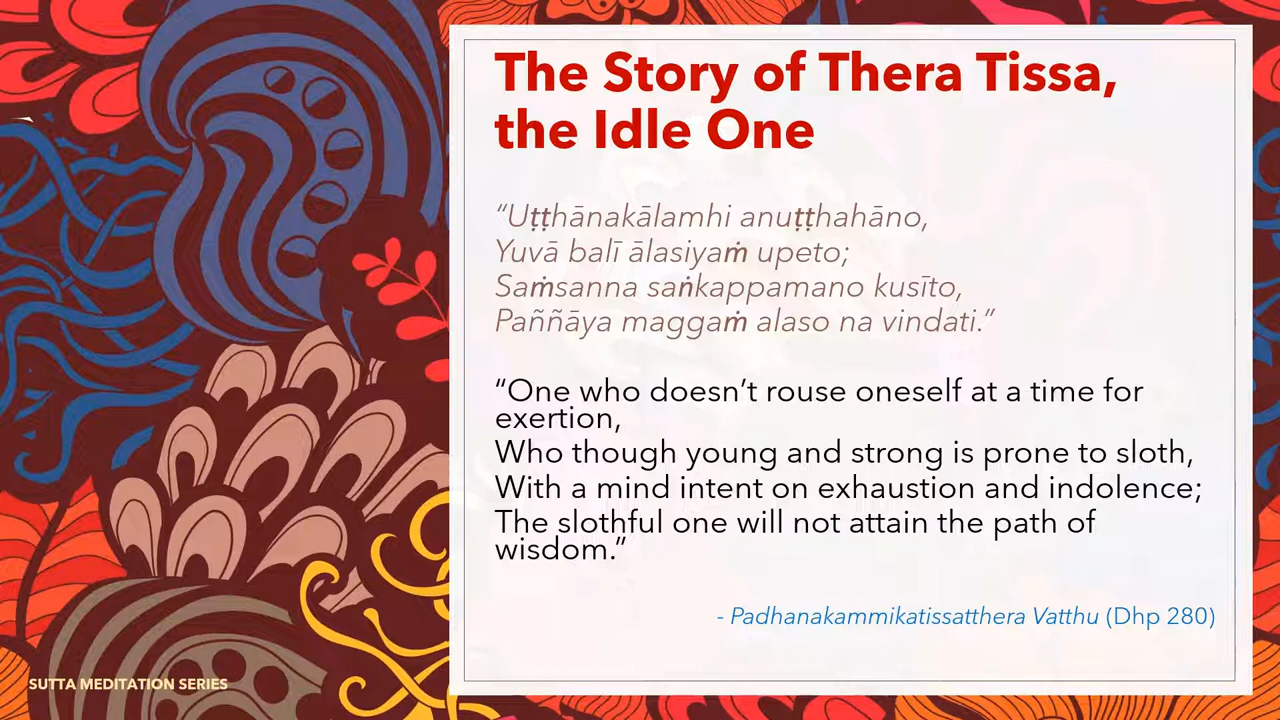 The Story of Thera Tissa,
the Idle One
“Uṭṭhānakālamhi anuṭṭhahāno,
Yuvā balī ālasiyaṁ upeto;
Saṁsanna saṅkappamano kusīto,
Paññāya maggaṁ alaso na vindati.”
“One who doesn’t rouse oneself at a time for
exertion,
Who though young and strong is prone to sloth,
With a mind intent on exhaustion and indolence;
The slothful one will not attain the path of
wisdom.”
- Padhanakammikatissatthera Vatthu (Dhp 280)
SUTTA MEDITATION SERIES